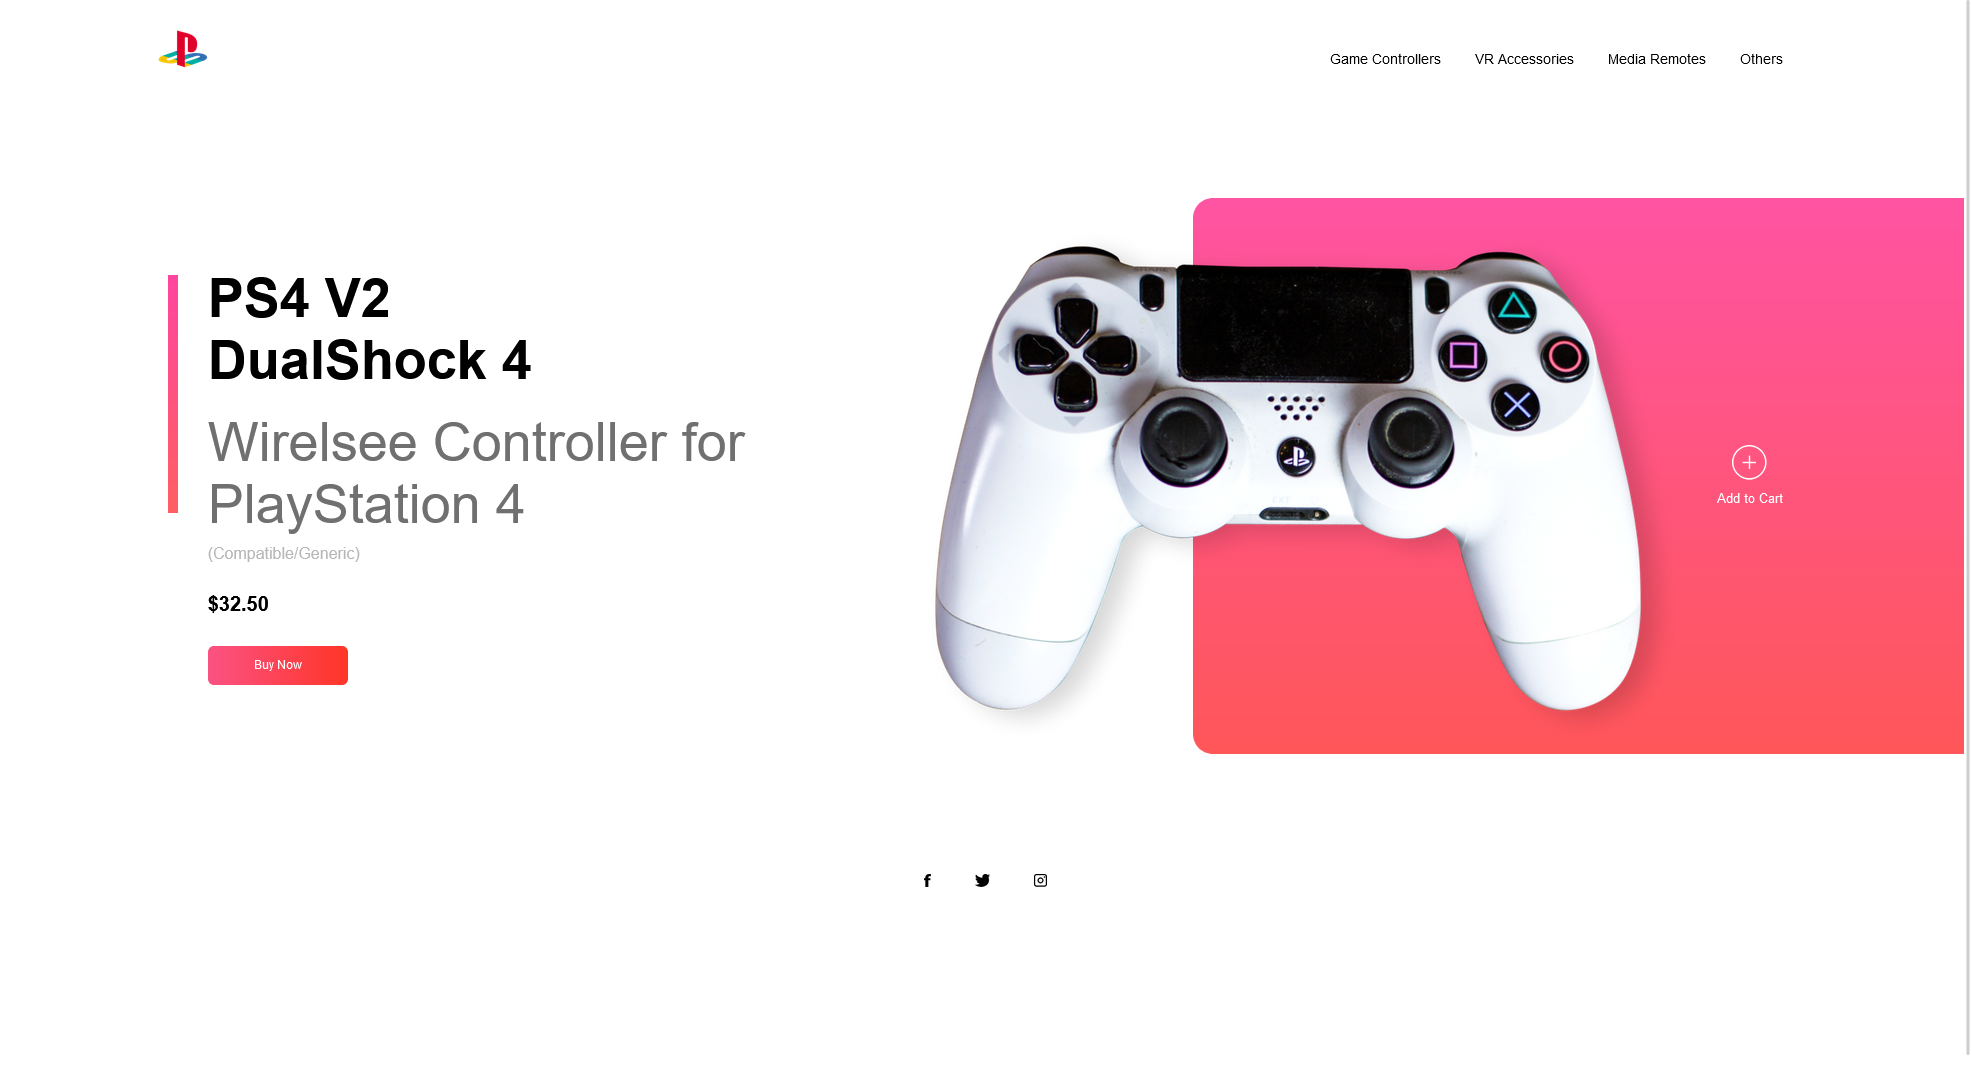 Game Controllers
VR Accessories
Media Remotes
Others
PS4 V2
DualShock 4
Wirelsee Controller for
PlayStation 4
(Compatible/Generic)
$32.50
Buy Now
Add to Cart